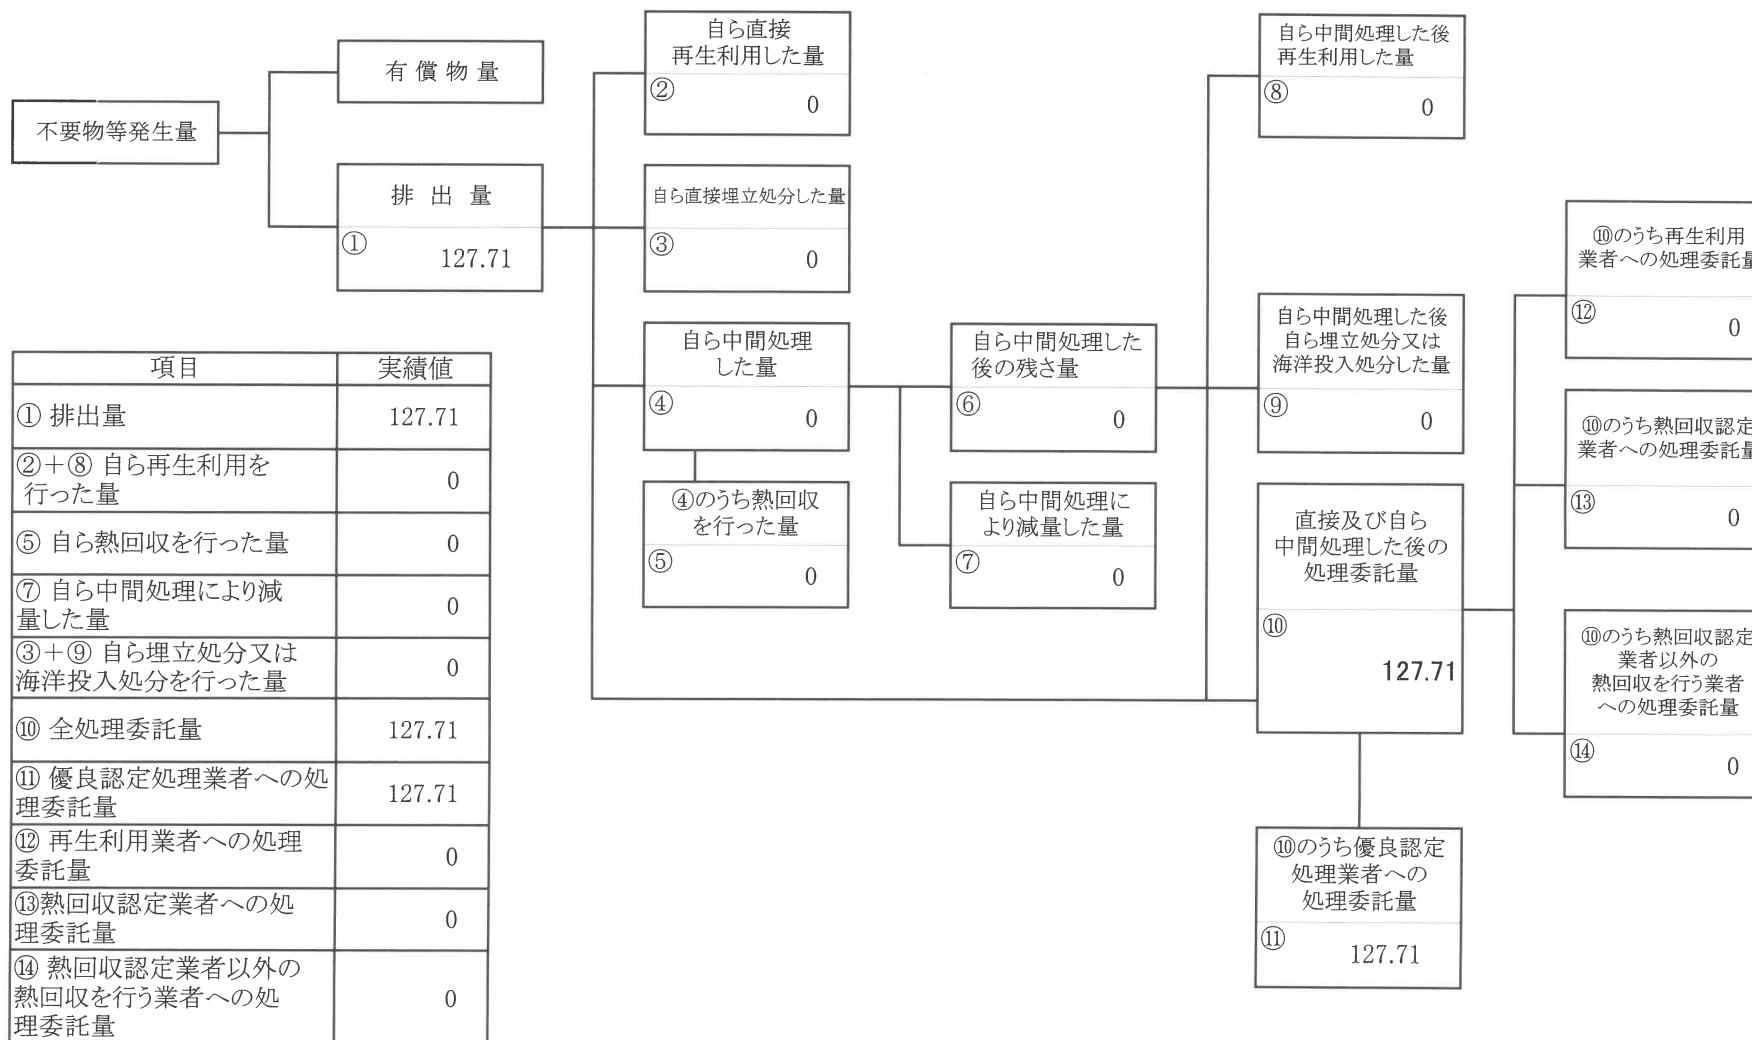 不要物等発生量
有 償 物 量
排 出 量
①
127.71
自ら直接
再生利用した量
②
0
自ら直接埋立処分した量
③
0
自ら中間処理
した量
④
0
④のうち熱回収
を行った量
⑤
0
自ら中間処理した
後の残さ量
⑥
0
自ら中間処理に
より減量した量
⑦
0
自ら中間処理した後
再生利用した量
⑧
0
自ら中間処理した後
自ら埋立処分又は
海洋投入処分した量
⑨
0
直接及び自ら
中間処理した後の
処理委託量
⑩
127.71
⑩のうち優良認定
処理業者への
処理委託量
⑪
127.71
⑩のうち再生利用
業者への処理委託量
⑫
0
⑩のうち熱回収認定
業者への処理委託量
⑬
0
⑩のうち熱回収認定
業者以外の
熱回収を行う業者
への処理委託量
⑭
0
項目 実績値
① 排出量 127.71
②+⑧ 自ら再生利用を
行った量 0
⑤ 自ら熱回収を行った量 0
⑦ 自ら中間処理により減
量した量 0
③+⑨ 自ら埋立処分又は
海洋投入処分を行った量 0
⑩ 全処理委託量 127.71
⑪ 優良認定処理業者への処
理委託量 127.71
⑫ 再生利用業者への処理
委託量 0
⑬熱回収認定業者への処
理委託量 0
⑭ 熱回収認定業者以外の
熱回収を行う業者への処
理委託量 0